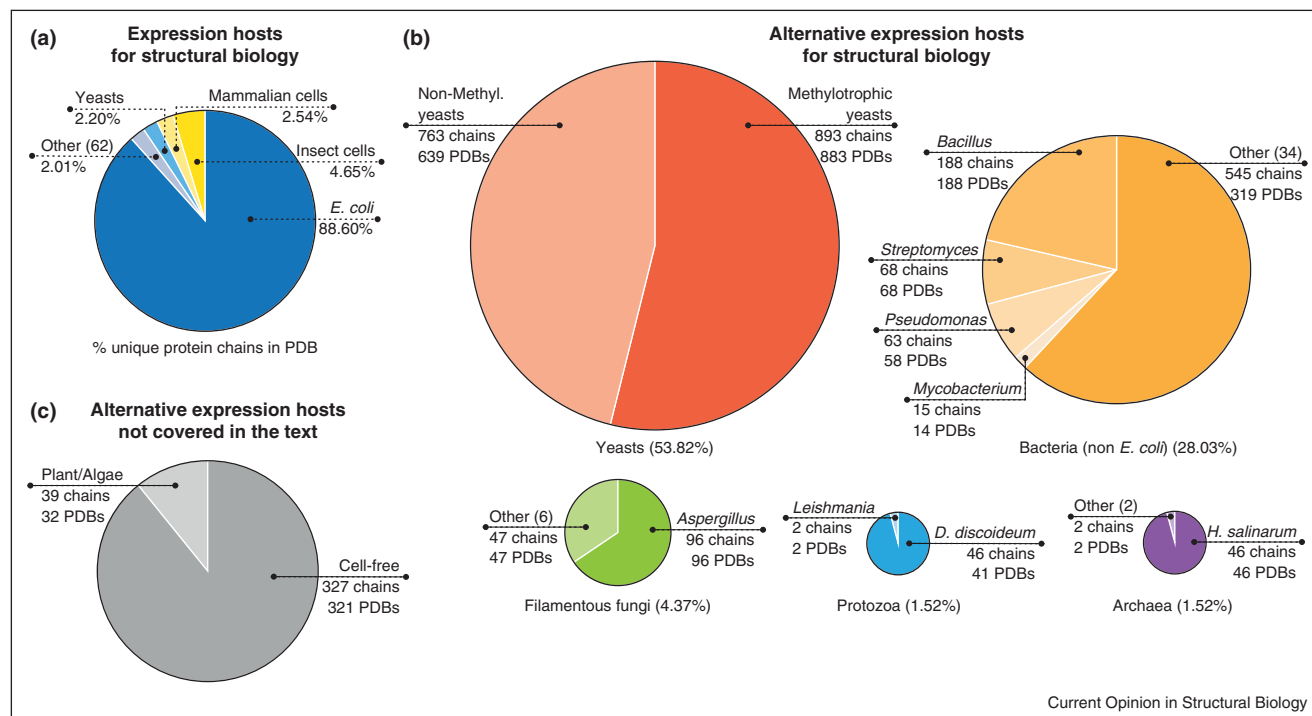 (a)
Expression hosts
for structural biology
Yeasts
2.20%
Mammalian cells
2.54%
Other (62)
2.01%
Insect cells
4.65%
E. coli
88.60%
% unique protein chains in PDB
(b)
Alternative expression hosts
for structural biology
Non-Methyl.
yeasts
763 chains
639 PDBs
Methylotrophic
yeasts
893 chains
883 PDBs
Yeasts (53.82%)
Bacillus
188 chains
188 PDBs
Other (34)
545 chains
319 PDBs
Streptomyces
68 chains
68 PDBs
Pseudomonas
63 chains
58 PDBs
Mycobacterium
15 chains
14 PDBs
Bacteria (non E. coli) (28.03%)
(c)
Alternative expression hosts
not covered in the text
Plant/Algae
39 chains
32 PDBs
Cell-free
327 chains
321 PDBs
Other (6)
47 chains
47 PDBs
Aspergillus
96 chains
96 PDBs
Filamentous fungi (4.37%)
Leishmania
2 chains
2 PDBs
D. discoideum
46 chains
41 PDBs
Protozoa (1.52%)
Other (2)
2 chains
2 PDBs
H. salinarum
46 chains
46 PDBs
Archaea (1.52%)
Current Opinion in Structural Biology